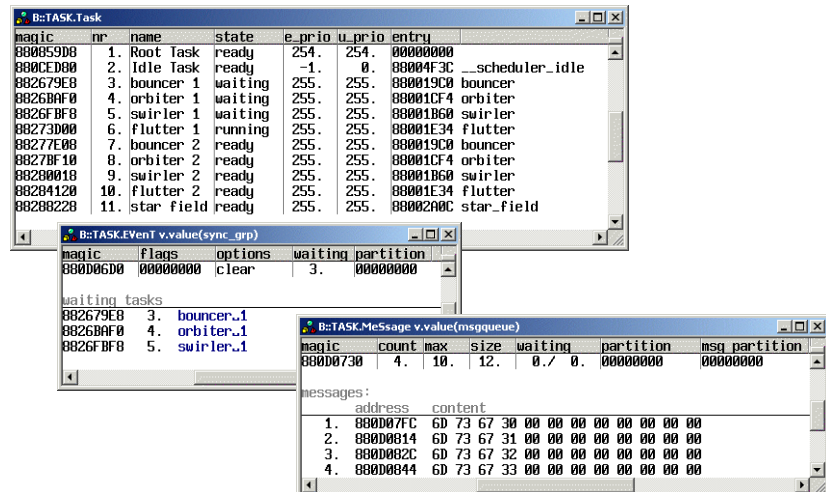 B::TASK.Task
magic nr name state e_prio u_prio entry
880859D8 1. Root Task ready 254. 254. 00000000
880CED80 2. Idle Task ready -1. 0. 88004F3C __scheduler_idle
882679E8 3. bouncer 1 waiting 255. 255. 880019C0 bouncer
8826BAF0 4. orbiter 1 waiting 255. 255. 88001CF4 orbiter
8826FBF8 5. swirler 1 waiting 255. 255. 88001B60 swirler
88273D00 6. flutter 1 running 255. 255. 88001E34 flutter
88277E08 7. bouncer 2 ready 255. 255. 880019C0 bouncer
8827BF10 8. orbiter 2 ready 255. 255. 88001CF4 orbiter
88280018 9. swirler 2 ready 255. 255. 88001B60 swirler
88284120 10. flutter 2 ready 255. 255. 88001E34 flutter
88288228 11. star field ready 255. 255. 88002A0C star_field
B::TASK.EVenT v.value(sync_grp)
magic flags options waiting partition
880D06D0 00000000 clear 3. 00000000
waiting tasks
882679E8 3. bouncer␣1
8826BAF0 4. orbiter␣1
8826FBF8 5. swirler␣1
B::TASK.MeSsage v.value(msgqueue)
magic count max size waiting partition msg partition
880D0730 4. 10. 12. 0./ 0. 00000000 00000000
messages:
address content
1. 880D07FC 6D 73 67 30 00 00 00 00 00 00 00 00
2. 880D0814 6D 73 67 31 00 00 00 00 00 00 00 00
3. 880D082C 6D 73 67 32 00 00 00 00 00 00 00 00
4. 880D0844 6D 73 67 33 00 00 00 00 00 00 00 00